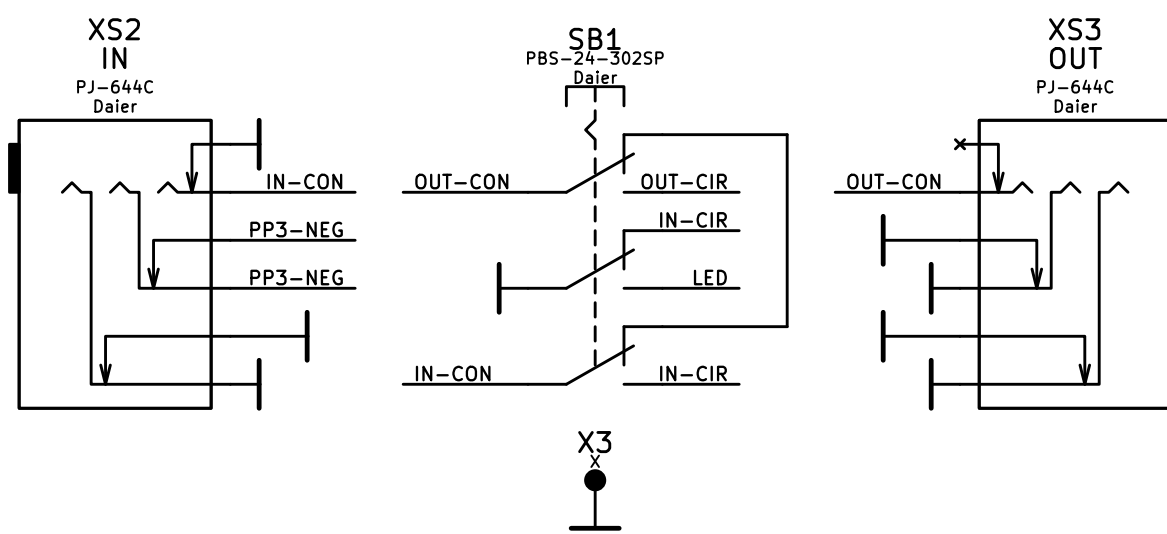 XS2
IN
PJ-644C
Daier
IN-CON
PP3-NEG
PP3-NEG
SB1
PBS-24-302SP
Daier
OUT-CON
OUT-CIR
IN-CIR
LED
IN-CON
IN-CIR
X3
X
XS3
OUT
PJ-644C
Daier
OUT-CON